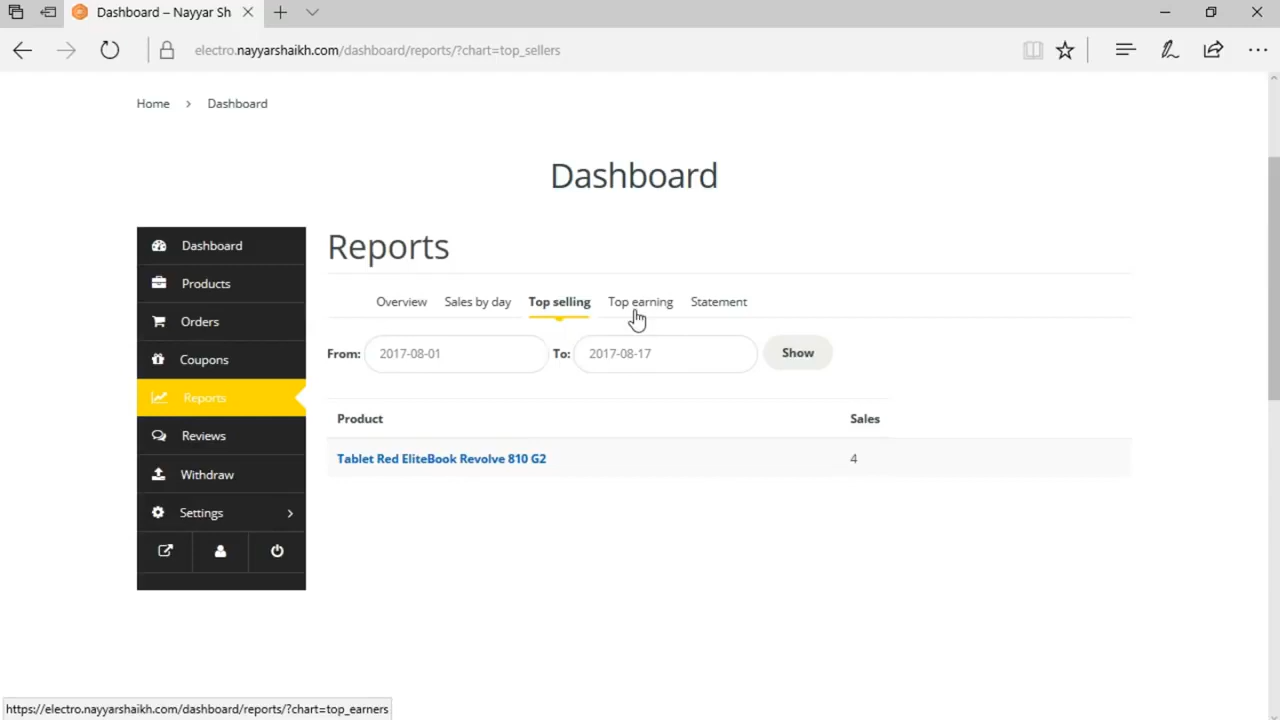 Dashboard – Nayyar Sh
electro.nayyarshaikh.com/dashboard/reports/?chart=top_sellers
Home > Dashboard
Dashboard
Dashboard
Products
Orders
Coupons
Reports
Reviews
Withdraw
Settings
Reports
Overview Sales by day Top selling Top earning Statement
From: 2017-08-01 To: 2017-08-17 Show
Product Sales
Tablet Red EliteBook Revolve 810 G2 4
https://electro.nayyarshaikh.com/dashboard/reports/?chart=top_earners